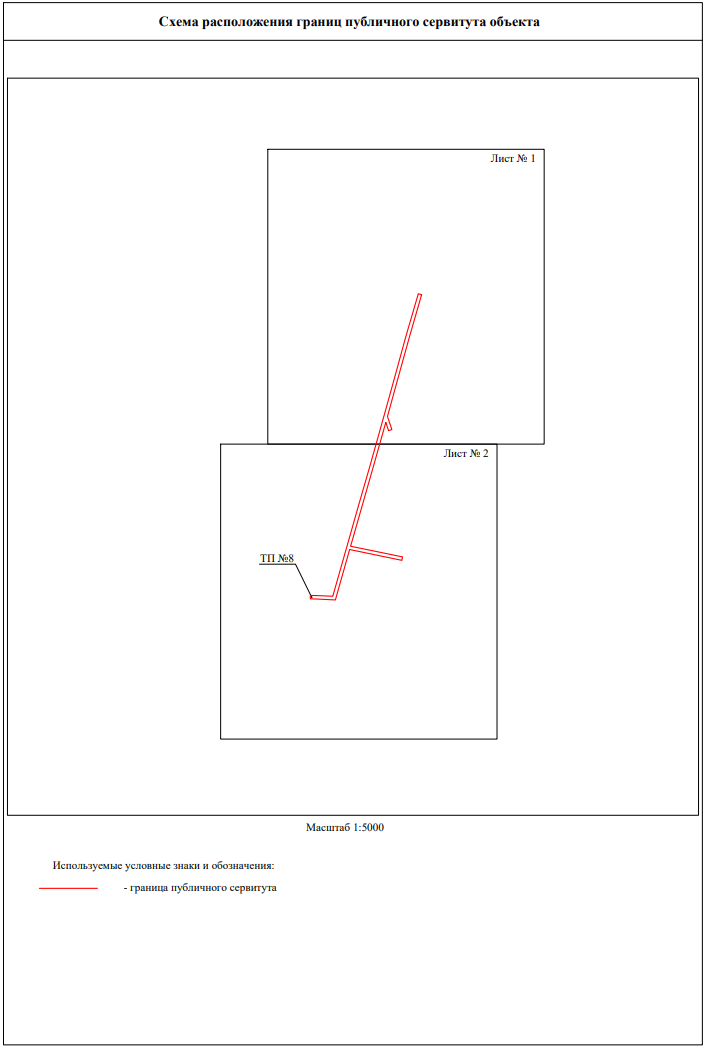 Схема расположения границ публичного сервитута объекта
Лист № 1
Лист № 2
ТП №8
Масштаб 1:5000
Используемые условные знаки и обозначения:
- граница публичного сервитута